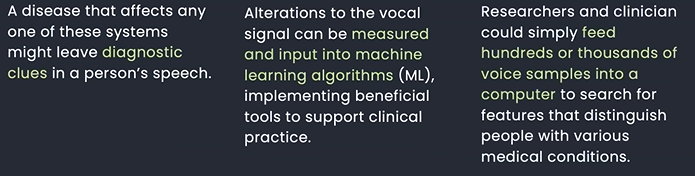 A disease that affects any
one of these systems
might leave diagnostic
clues in a person’s speech.
Alterations to the vocal
signal can be measured
and input into machine
learning algorithms (ML),
implementing beneficial
tools to support clinical
practice.
Researchers and clinician
could simply feed
hundreds or thousands of
voice samples into a
computer to search for
features that distinguish
people with various
medical conditions.